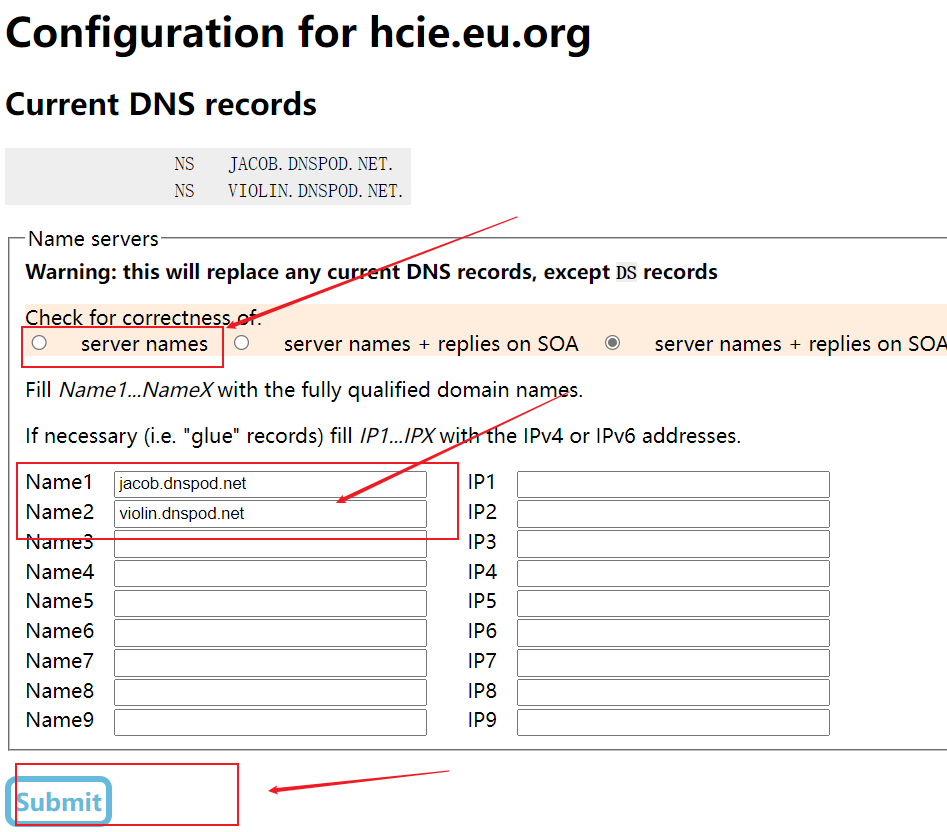 Configuration for hcie.eu.org
Current DNS records
NS JACOB.DNSPOD.NET.
NS VIOLIN.DNSPOD.NET.
Name servers
Warning: this will replace any current DNS records, except DS records
Check for correctness of:
server names server names + replies on SOA server names + replies on SOA
Fill Name1...NameX with the fully qualified domain names.
If necessary (i.e. "glue" records) fill IP1...IPX with the IPv4 or IPv6 addresses.
Name1 jacob.dnspod.net IP1
Name2 violin.dnspod.net IP2
Name3 IP3
Name4 IP4
Name5 IP5
Name6 IP6
Name7 IP7
Name8 IP8
Name9 IP9
Submit